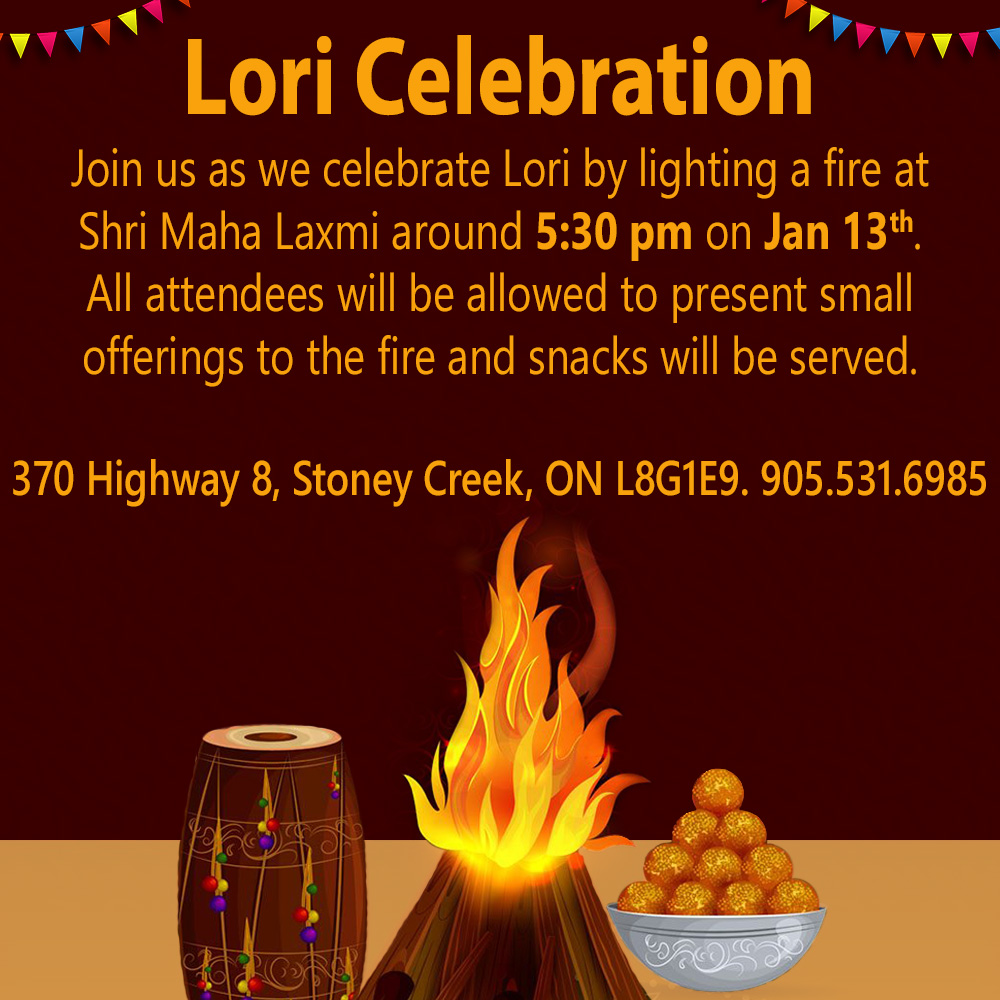 Lori Celebration
Join us as we celebrate Lori by lighting a fire at
Shri Maha Laxmi around 5:30 pm on Jan 13th.
All attendees will be allowed to present small
offerings to the fire and snacks will be served.
370 Highway 8, Stoney Creek, ON L8G1E9. 905.531.6985